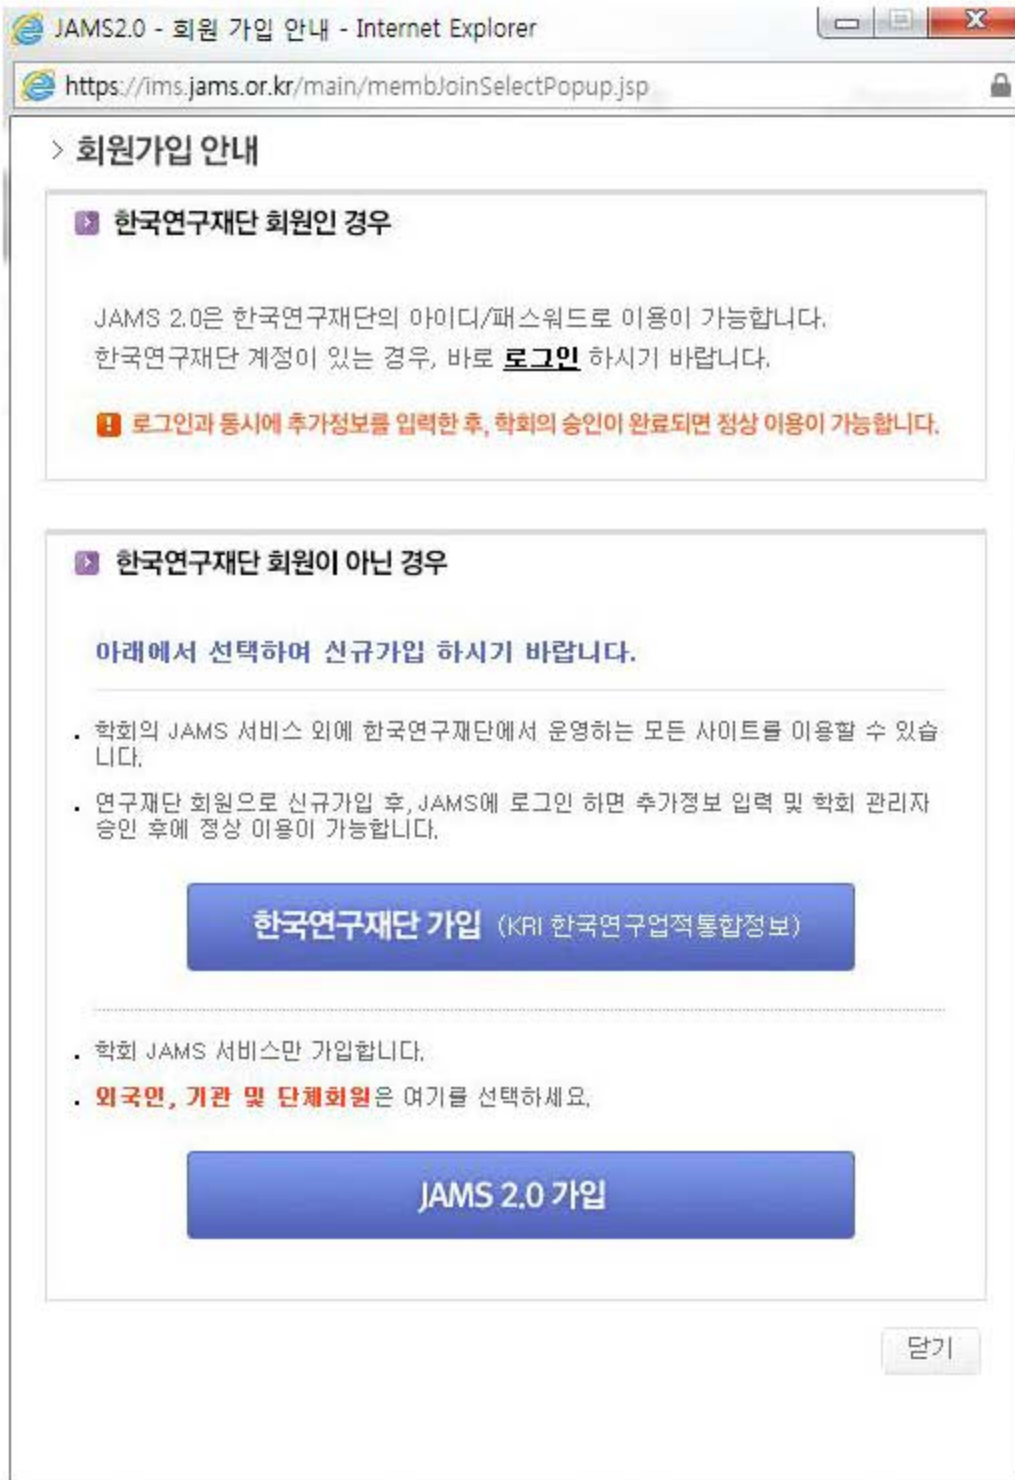 JAMS2.0 - 회원 가입 안내 - Internet Explorer
https://ims.jams.or.kr/main/membJoinSelectPopup.jsp
> 회원가입 안내
한국연구재단 회원인 경우
JAMS 2.0은 한국연구재단의 아이디/패스워드로 이용이 가능합니다.
한국연구재단 계정이 있는 경우, 바로 로그인 하시기 바랍니다.
! 로그인과 동시에 추가정보를 입력한 후, 학회의 승인이 완료되면 정상 이용이 가능합니다.
한국연구재단 회원이 아닌 경우
아래에서 선택하여 신규가입 하시기 바랍니다.
. 학회의 JAMS 서비스 외에 한국연구재단에서 운영하는 모든 사이트를 이용할 수 있습
니다.
. 연구재단 회원으로 신규가입 후, JAMS에 로그인 하면 추가정보 입력 및 학회 관리자
승인 후에 정상 이용이 가능합니다.
한국연구재단 가입 (KRI 한국연구업적통합정보)
. 학회 JAMS 서비스만 가입합니다.
. 외국인, 기관 및 단체회원은 여기를 선택하세요.
JAMS 2.0 가입
닫기